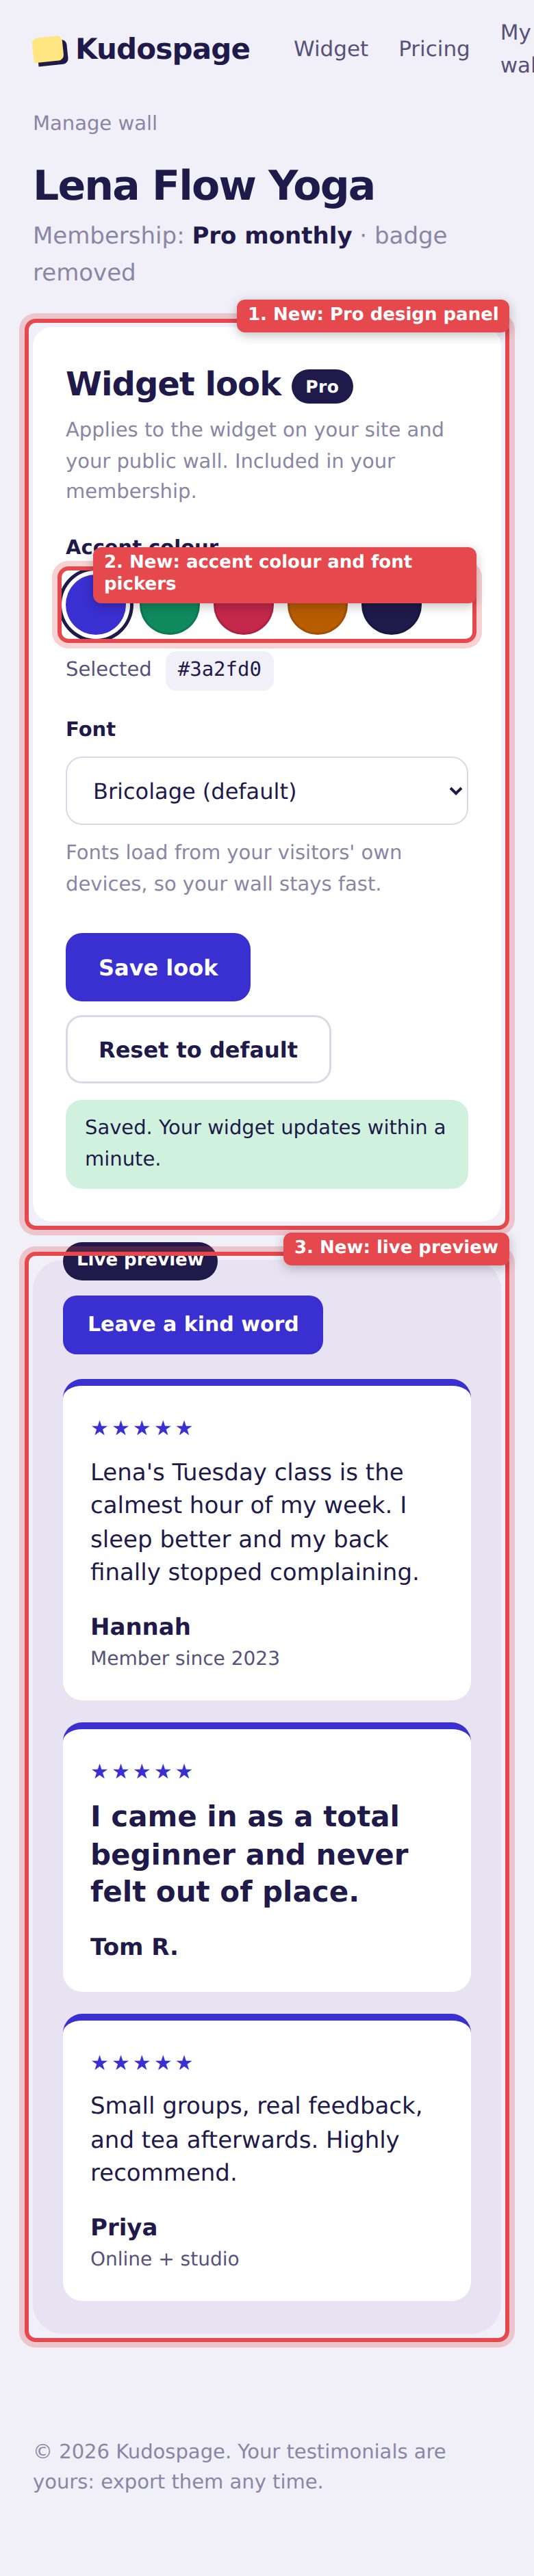 Kudospage
Widget
Pricing
My
Manage wall
Lena Flow Yoga
Membership: Pro monthly · badge
removed
1. New: Pro design panel
Widget look Pro
Applies to the widget on your site and
your public wall. Included in your
membership.
Accent colour
2. New: accent colour and font
pickers
Selected #3a2fd0
Font
Bricolage (default)
Fonts load from your visitors' own
devices, so your wall stays fast.
Save look
Reset to default
Saved. Your widget updates within a
minute.
3. New: live preview
Live preview
Leave a kind word
★★★★★
Lena's Tuesday class is the
calmest hour of my week. I
sleep better and my back
finally stopped complaining.
Hannah
Member since 2023
★★★★★
I came in as a total
beginner and never
felt out of place.
Tom R.
★★★★★
Small groups, real feedback,
and tea afterwards. Highly
recommend.
Priya
Online + studio
© 2026 Kudospage. Your testimonials are
yours: export them any time.